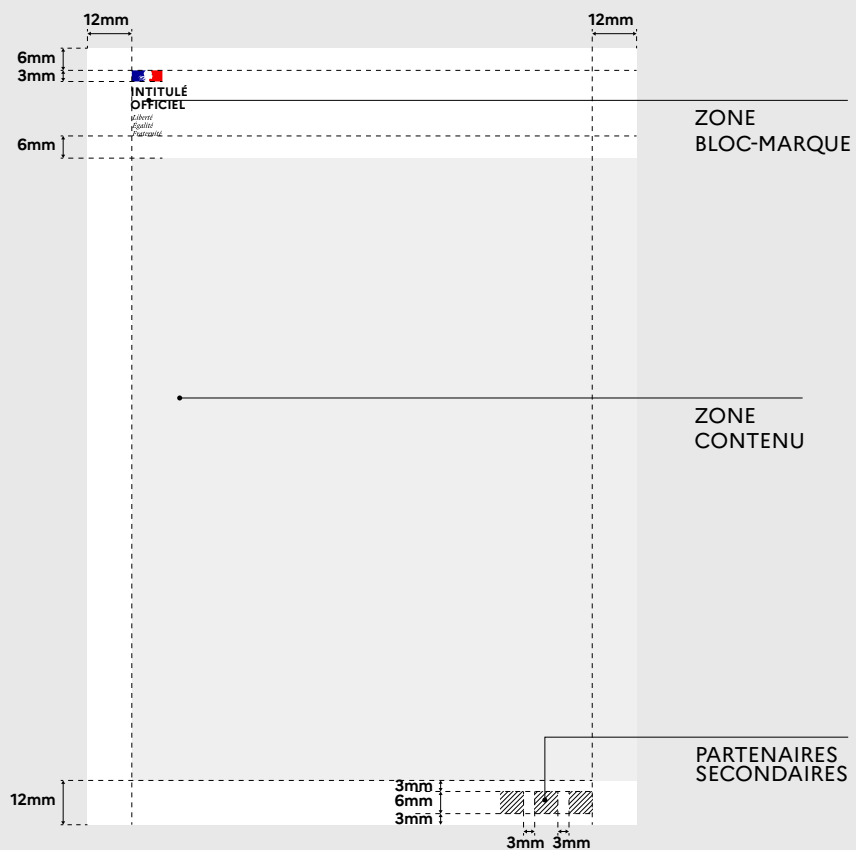 12mm
12mm
6mm
3mm
INTITULÉ
OFFICIEL
Liberté
Égalité
Fraternité
ZONE
BLOC-MARQUE
6mm
ZONE
CONTENU
PARTENAIRES
SECONDAIRES
12mm
3mm
6mm
3mm
3mm 3mm